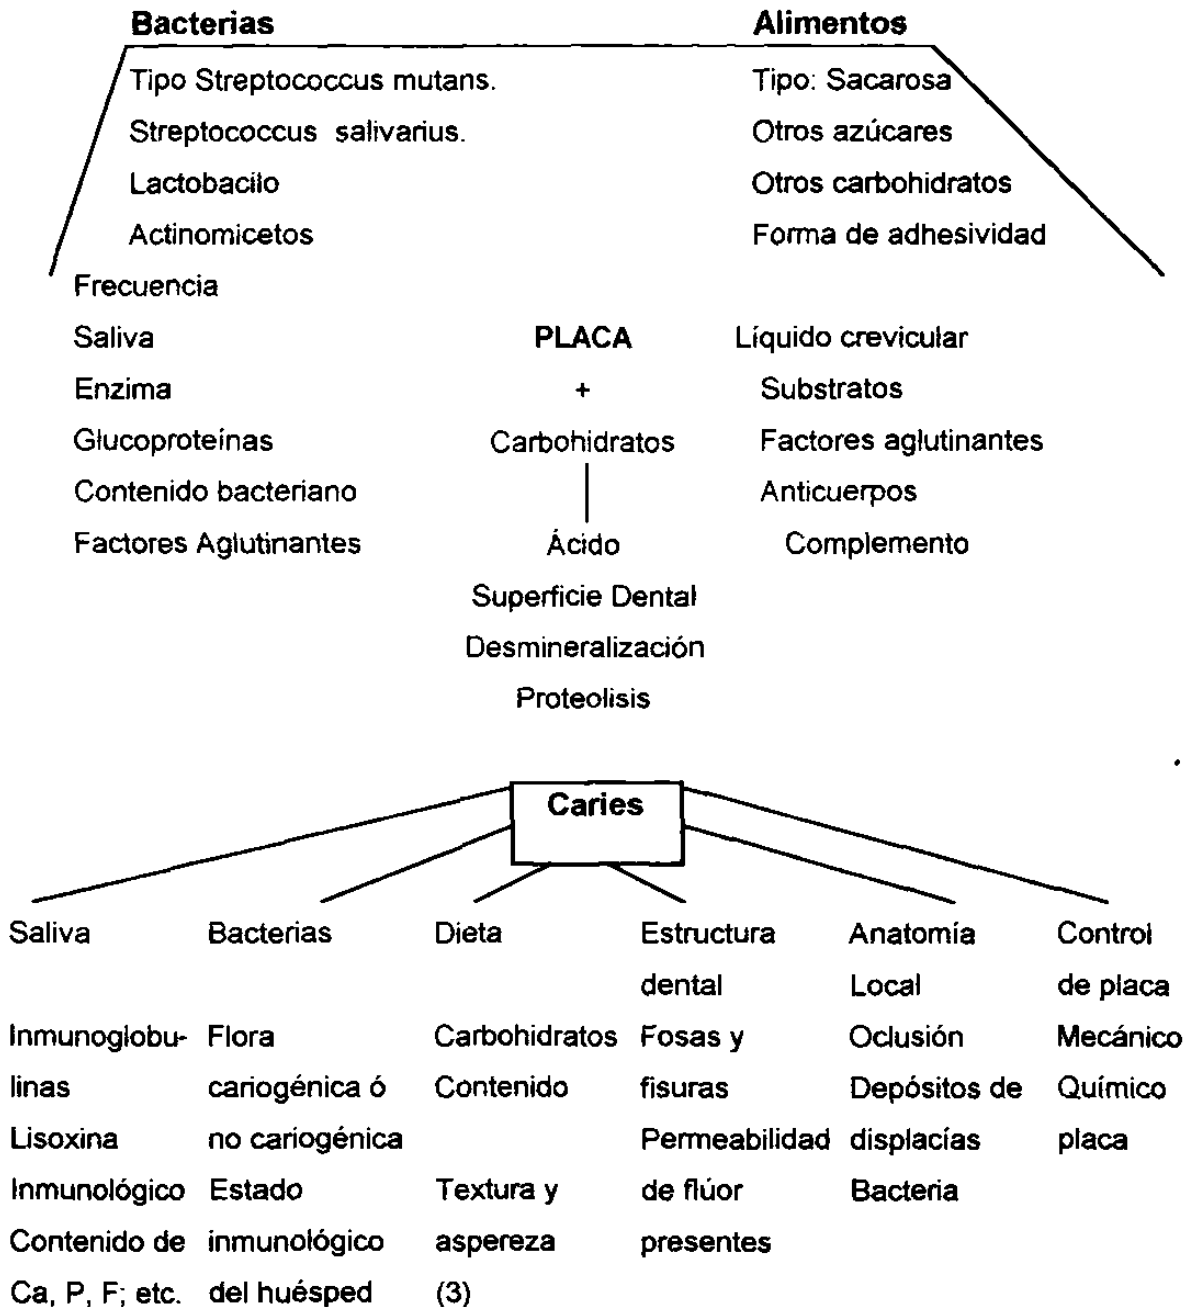 Bacterias Alimentos
Tipo Streptococcus mutans. Tipo: Sacarosa
Streptococcus salivarius. Otros azúcares
Lactobacilo Otros carbohidratos
Actinomicetos Forma de adhesividad
Frecuencia
Saliva PLACA Líquido crevicular
Enzima + Substratos
Glucoproteínas Carbohidratos Factores aglutinantes
Contenido bacteriano Anticuerpos
Factores Aglutinantes Ácido Complemento
Superficie Dental
Desmineralización
Proteolisis
Caries
Saliva Bacterias Dieta Estructura Anatomía Control
dental Local de placa
Inmunoglobu- Flora Carbohidratos Fosas y Oclusión Mecánico
linas cariogénica ó Contenido fisuras Depósitos de Químico
Lisoxina no cariogénica Permeabilidad displacías placa
Inmunológico Estado Textura y de flúor Bacteria
Contenido de inmunológico aspereza presentes
Ca, P, F; etc. del huésped (3)